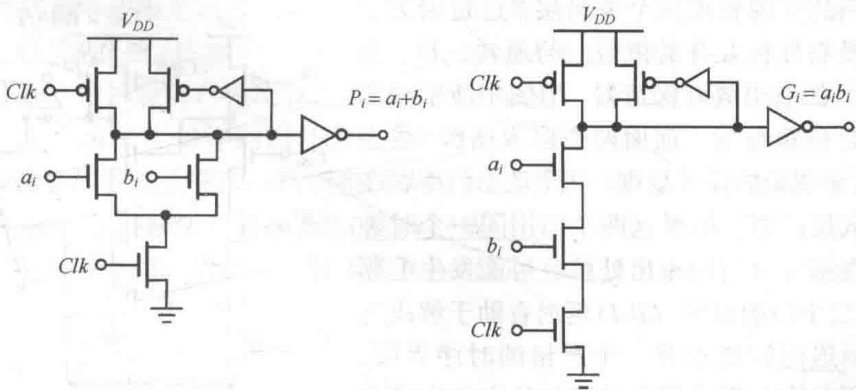 V_DD
Clk
P_i = a_i+b_i
a_i
b_i
Clk
V_DD
Clk
G_i = a_i b_i
a_i
b_i
Clk